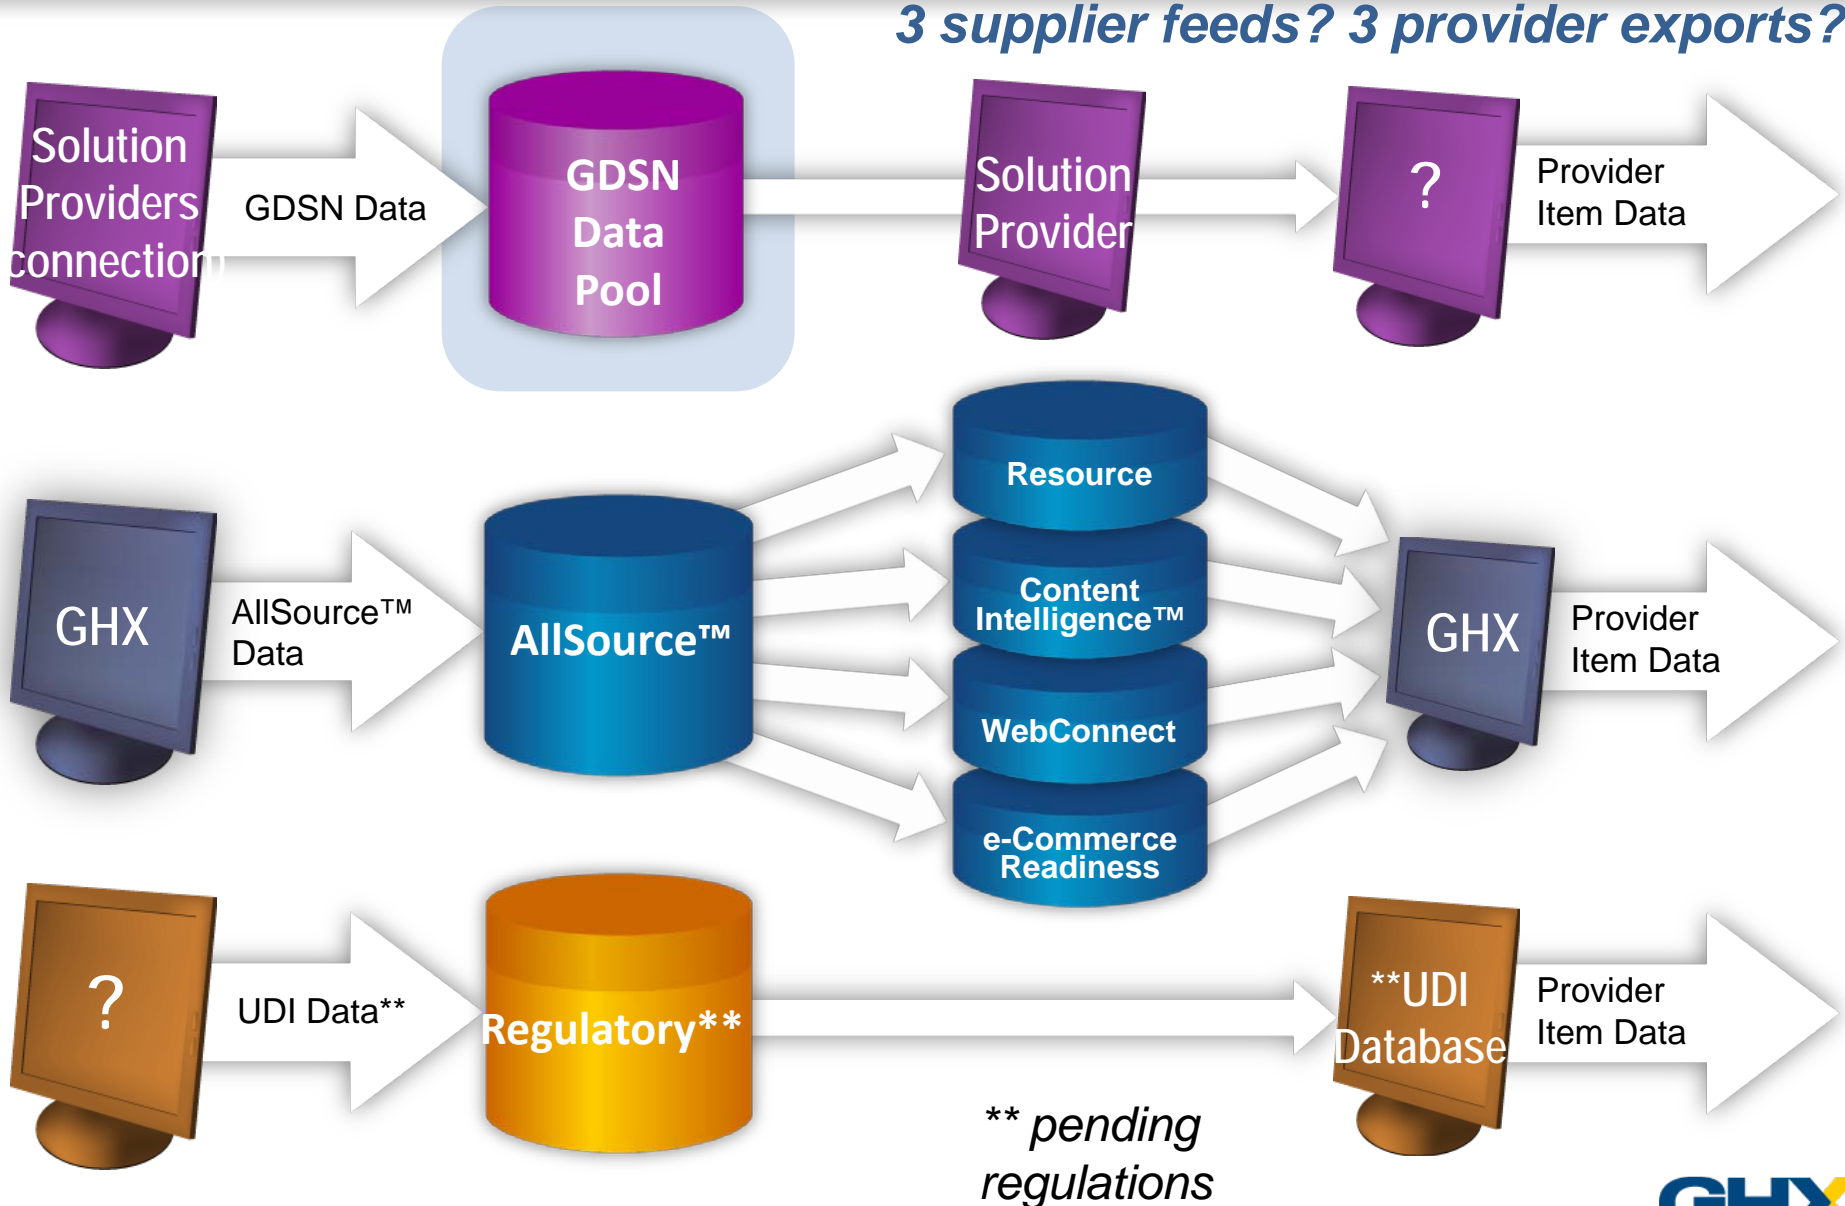 3 supplier feeds? 3 provider exports?
Solution
Providers
connection)
GDSN Data
GDSN
Data
Pool
Solution
Provider
?
Provider
Item Data
GHX
AllSource™
Data
AllSource™
Resource
Content
Intelligence™
WebConnect
e-Commerce
Readiness
GHX
Provider
Item Data
?
UDI Data**
Regulatory**
**UDI
Database
Provider
Item Data
** pending
regulations
GHX